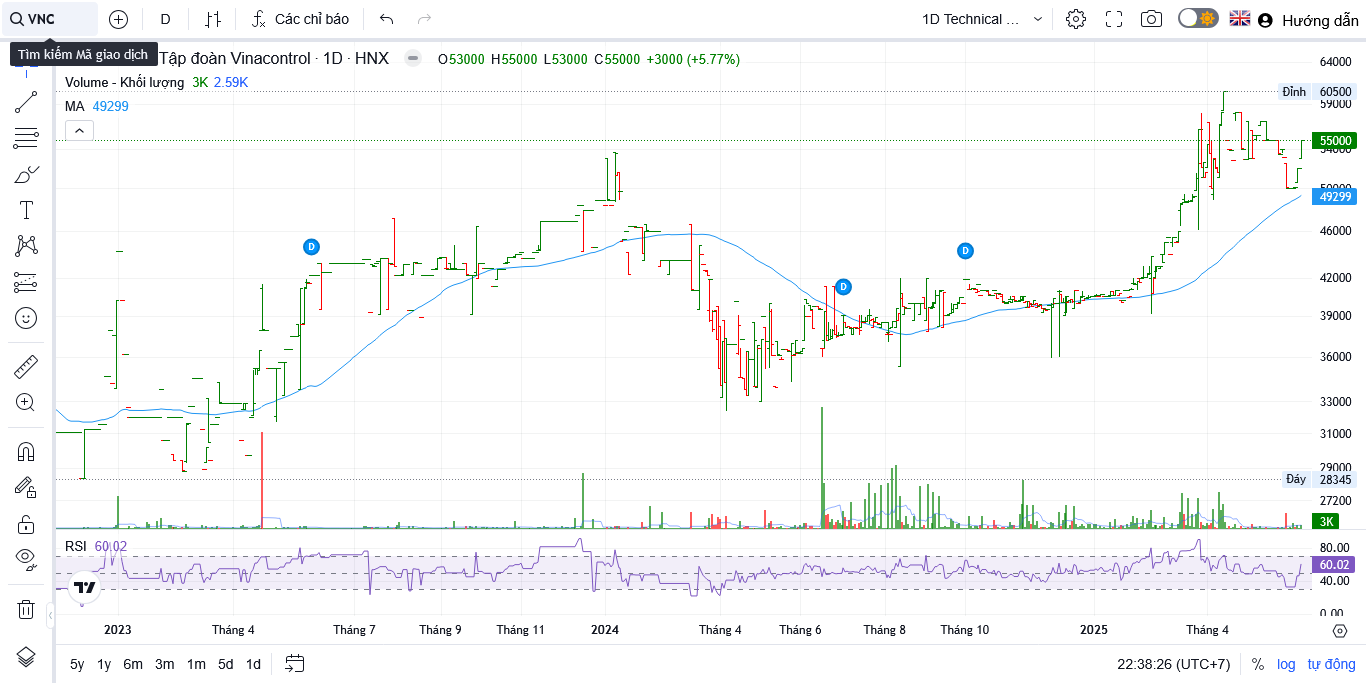 VNC
D
Các chỉ báo
1D Technical ...
Hướng dẫn
Tìm kiếm Mã giao dịch
Tập đoàn Vinacontrol · 1D · HNX
O53000 H55000 L53000 C55000 +3000 (+5.77%)
Volume - Khối lượng 3K 2.59K
MA 49299
64000
Đỉnh 60500
59000
55000
54000
50000
49299
46000
42000
39000
36000
33000
31000
29000
Đáy 28345
27200
3K
D
D
D
RSI 60.02
80.00
60.02
40.00
0.00
2023 Tháng 4 Tháng 7 Tháng 9 Tháng 11 2024 Tháng 4 Tháng 6 Tháng 8 Tháng 10 2025 Tháng 4
5y 1y 6m 3m 1m 5d 1d
22:38:26 (UTC+7) % log tự động